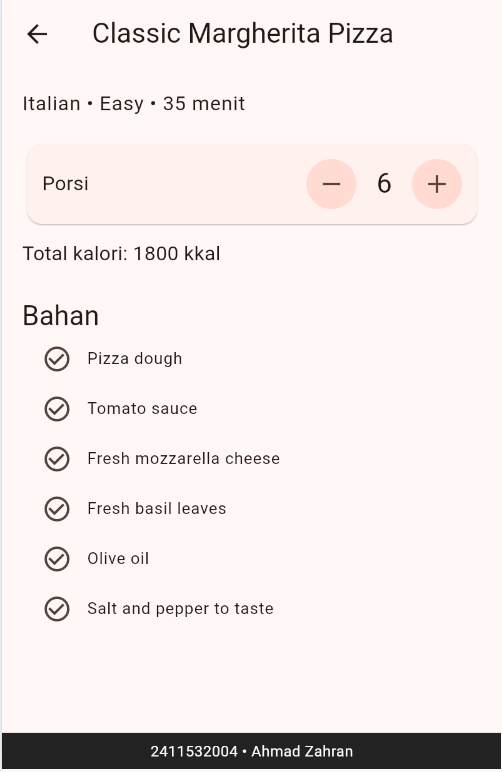 Classic Margherita Pizza
Italian • Easy • 35 menit
Porsi − 6 +
Total kalori: 1800 kkal
Bahan
Pizza dough
Tomato sauce
Fresh mozzarella cheese
Fresh basil leaves
Olive oil
Salt and pepper to taste
2411532004 • Ahmad Zahran